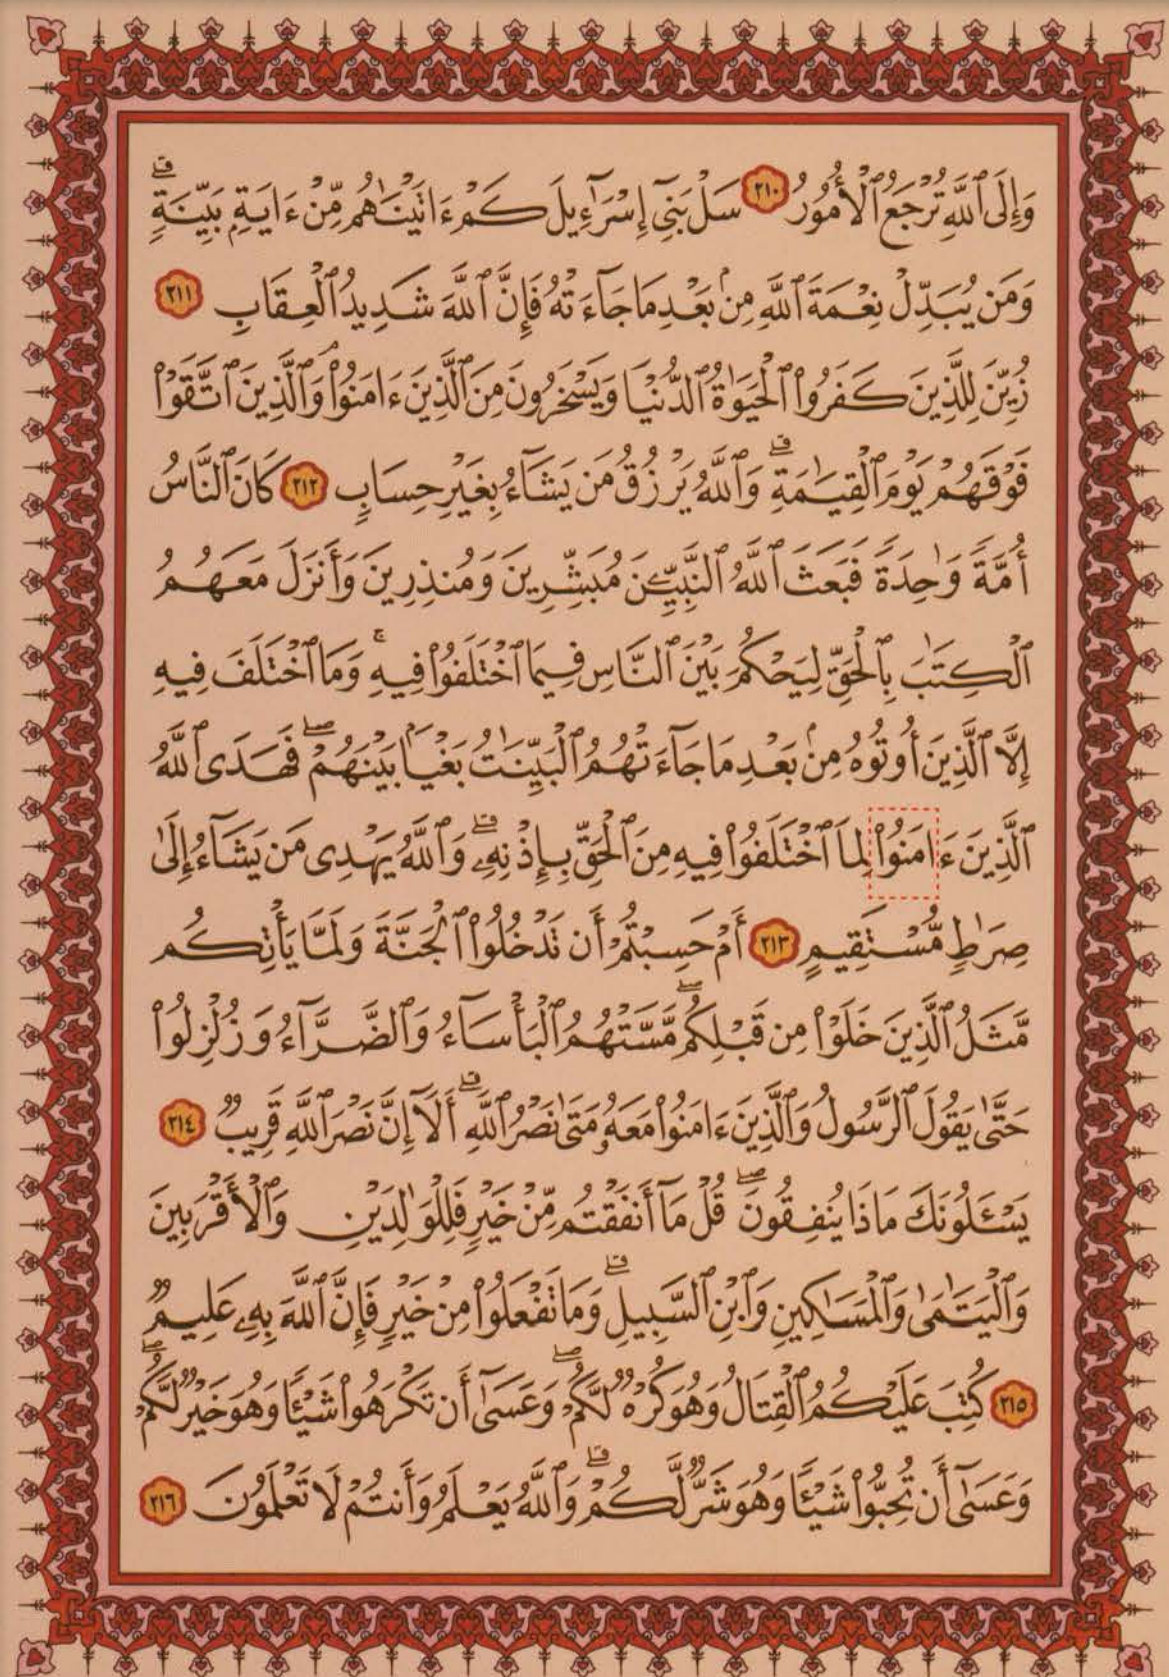 وَإِلَى ٱللَّهِ تُرْجَعُ ٱلْأُمُورُ ٢١٠ سَلْ بَنِىٓ إِسْرَٰٓءِيلَ كَمْ ءَاتَيْنَٰهُم مِّنْ ءَايَةٍۭ بَيِّنَةٍۗ
وَمَن يُبَدِّلْ نِعْمَةَ ٱللَّهِ مِنۢ بَعْدِ مَا جَآءَتْهُ فَإِنَّ ٱللَّهَ شَدِيدُ ٱلْعِقَابِ ٢١١
زُيِّنَ لِلَّذِينَ كَفَرُوا۟ ٱلْحَيَوٰةُ ٱلدُّنْيَا وَيَسْخَرُونَ مِنَ ٱلَّذِينَ ءَامَنُوا۟ۘ وَٱلَّذِينَ ٱتَّقَوْا۟
فَوْقَهُمْ يَوْمَ ٱلْقِيَٰمَةِۗ وَٱللَّهُ يَرْزُقُ مَن يَشَآءُ بِغَيْرِ حِسَابٍ ٢١٢ كَانَ ٱلنَّاسُ
أُمَّةً وَٰحِدَةً فَبَعَثَ ٱللَّهُ ٱلنَّبِيِّۦنَ مُبَشِّرِينَ وَمُنذِرِينَ وَأَنزَلَ مَعَهُمُ
ٱلْكِتَٰبَ بِٱلْحَقِّ لِيَحْكُمَ بَيْنَ ٱلنَّاسِ فِيمَا ٱخْتَلَفُوا۟ فِيهِۚ وَمَا ٱخْتَلَفَ فِيهِ
إِلَّا ٱلَّذِينَ أُوتُوهُ مِنۢ بَعْدِ مَا جَآءَتْهُمُ ٱلْبَيِّنَٰتُ بَغْيًۢا بَيْنَهُمْۖ فَهَدَى ٱللَّهُ
ٱلَّذِينَ ءَامَنُوا۟ لِمَا ٱخْتَلَفُوا۟ فِيهِ مِنَ ٱلْحَقِّ بِإِذْنِهِۦۗ وَٱللَّهُ يَهْدِى مَن يَشَآءُ إِلَىٰ
صِرَٰطٍ مُّسْتَقِيمٍ ٢١٣ أَمْ حَسِبْتُمْ أَن تَدْخُلُوا۟ ٱلْجَنَّةَ وَلَمَّا يَأْتِكُم
مَّثَلُ ٱلَّذِينَ خَلَوْا۟ مِن قَبْلِكُمۖ مَّسَّتْهُمُ ٱلْبَأْسَآءُ وَٱلضَّرَّآءُ وَزُلْزِلُوا۟
حَتَّىٰ يَقُولَ ٱلرَّسُولُ وَٱلَّذِينَ ءَامَنُوا۟ مَعَهُۥ مَتَىٰ نَصْرُ ٱللَّهِۗ أَلَآ إِنَّ نَصْرَ ٱللَّهِ قَرِيبٌ ٢١٤
يَسْـَٔلُونَكَ مَاذَا يُنفِقُونَۖ قُلْ مَآ أَنفَقْتُم مِّنْ خَيْرٍ فَلِلْوَٰلِدَيْنِ وَٱلْأَقْرَبِينَ
وَٱلْيَتَٰمَىٰ وَٱلْمَسَٰكِينِ وَٱبْنِ ٱلسَّبِيلِۗ وَمَا تَفْعَلُوا۟ مِنْ خَيْرٍ فَإِنَّ ٱللَّهَ بِهِۦ عَلِيمٌ
٢١٥ كُتِبَ عَلَيْكُمُ ٱلْقِتَالُ وَهُوَ كُرْهٌ لَّكُمْۖ وَعَسَىٰٓ أَن تَكْرَهُوا۟ شَيْـًٔا وَهُوَ خَيْرٌ لَّكُمْۖ
وَعَسَىٰٓ أَن تُحِبُّوا۟ شَيْـًٔا وَهُوَ شَرٌّ لَّكُمْۗ وَٱللَّهُ يَعْلَمُ وَأَنتُمْ لَا تَعْلَمُونَ ٢١٦